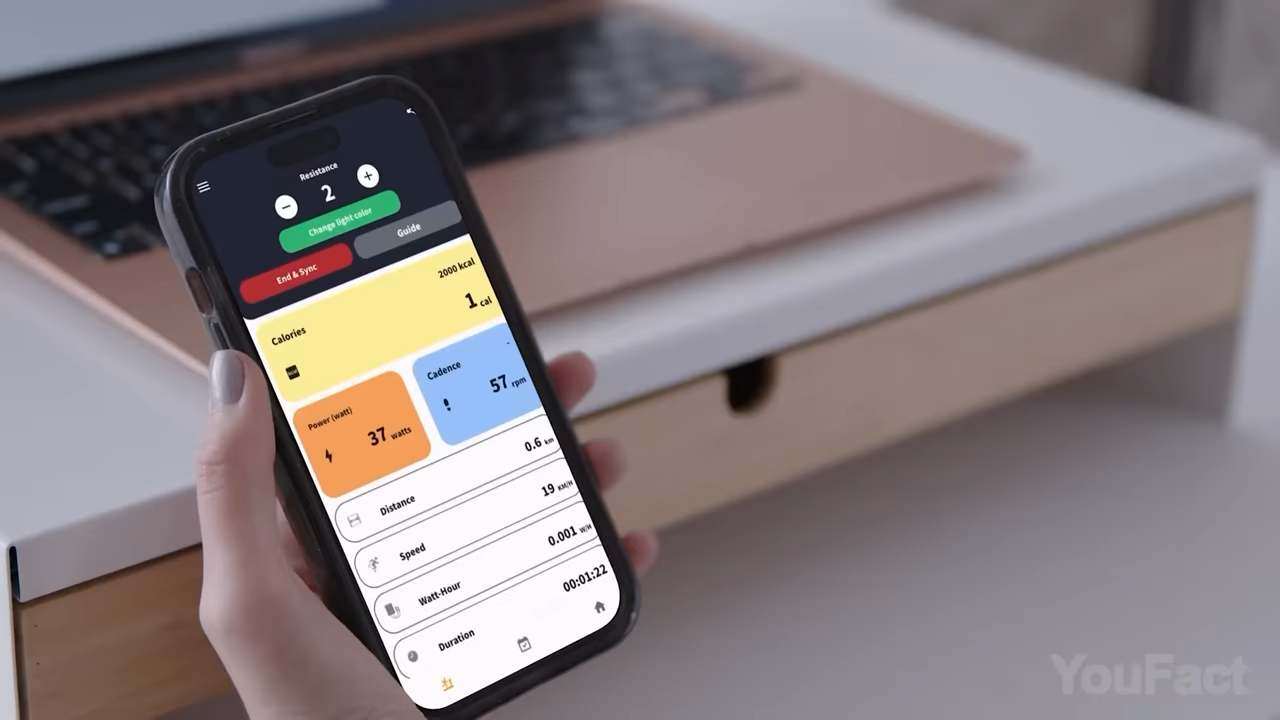 Resistance
2
Change light color
Guide
End & Sync
2000 kcal
1 cal
Calories
Cadence
57 rpm
Power (watt)
37 watts
0.6 km
Distance
19 KM/H
Speed
0.001 W/H
Watt-Hour
00:01:22
Duration
YouFact